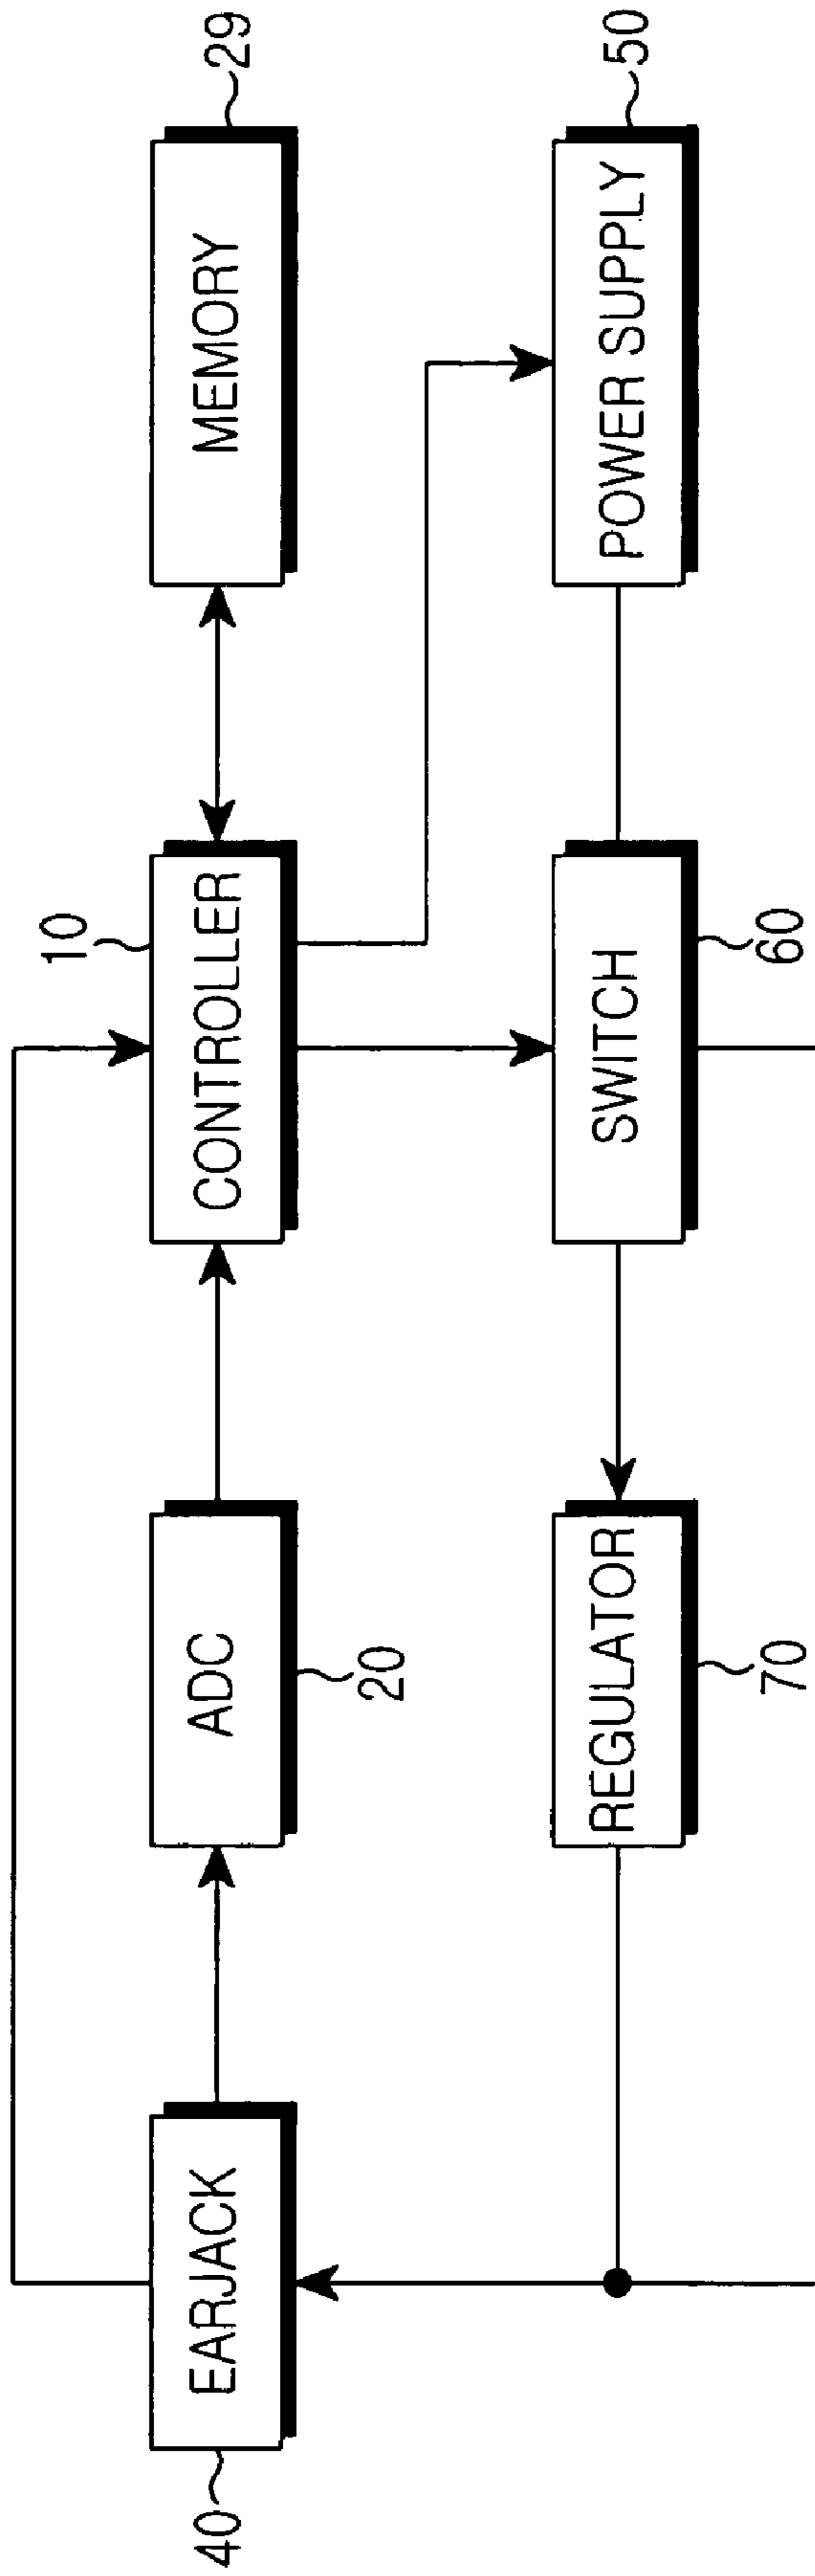 10
40
EARJACK
ADC
CONTROLLER
MEMORY
29
20
REGULATOR
SWITCH
POWER SUPPLY
50
70
60